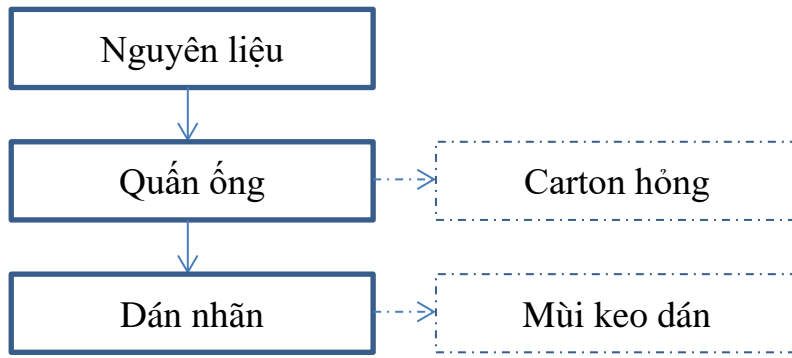 Nguyên liệu
Quấn ống
Carton hỏng
Dán nhãn
Mùi keo dán